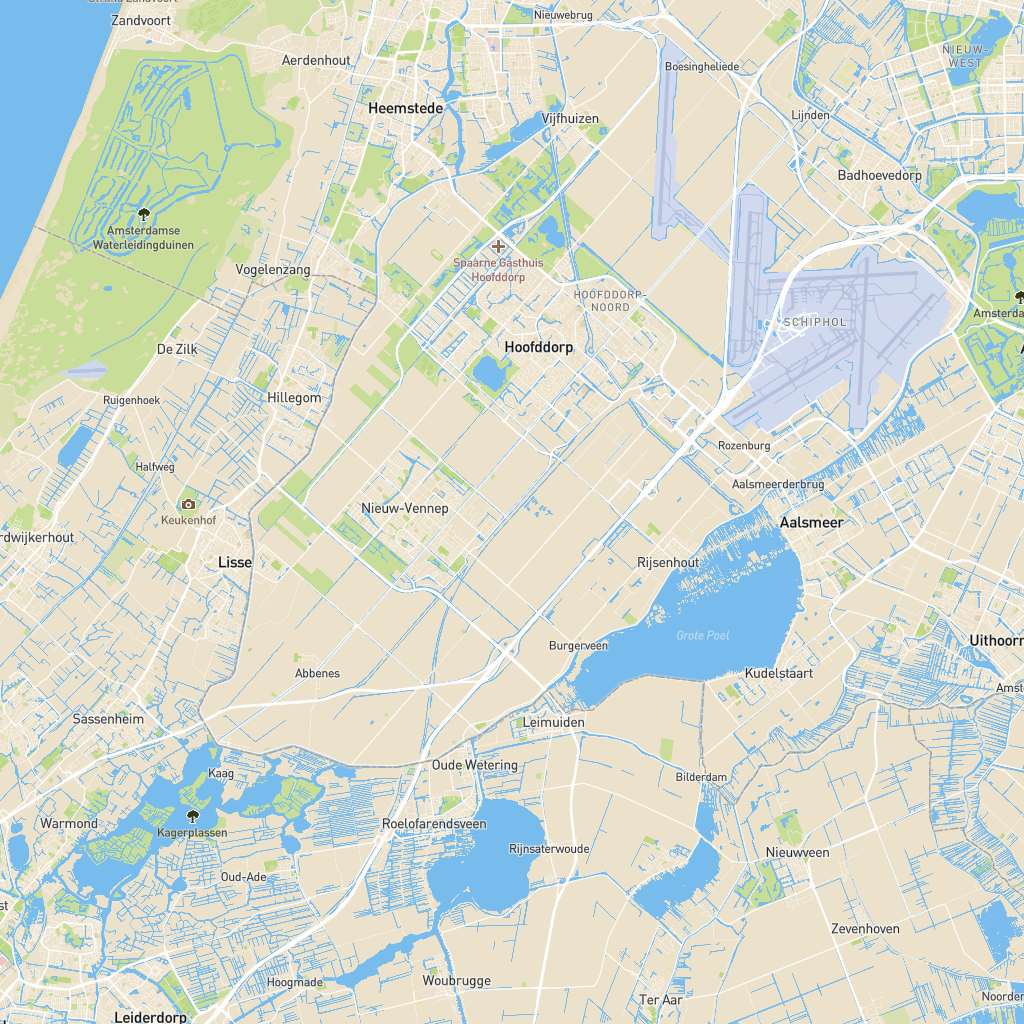 Zandvoort
Nieuwebrug
NIEUW-
WEST
Aerdenhout
Boesingheliede
Heemstede
Vijfhuizen
Lijnden
Badhoevedorp
Amsterdamse
Waterleidingduinen
Vogelenzang
Spaarne Gasthuis
Hoofddorp
HOOFDDORP-
NOORD
SCHIPHOL
Amsterda
De Zilk
Hoofddorp
Ruigenhoek
Hillegom
Rozenburg
Halfweg
Aalsmeerderbrug
Keukenhof
Nieuw-Vennep
Aalsmeer
rdwijkerhout
Lisse
Rijsenhout
Grote Poel
Uithoorn
Burgerveen
Abbenes
Kudelstaart
Amst
Sassenheim
Leimuiden
Kaag
Oude Wetering
Bilderdam
Warmond
Kagerplassen
Roelofarendsveen
Rijnsaterwoude
Nieuwveen
Oud-Ade
st
Zevenhoven
Hoogmade
Woubrugge
Ter Aar
Noorden
Leiderdorp